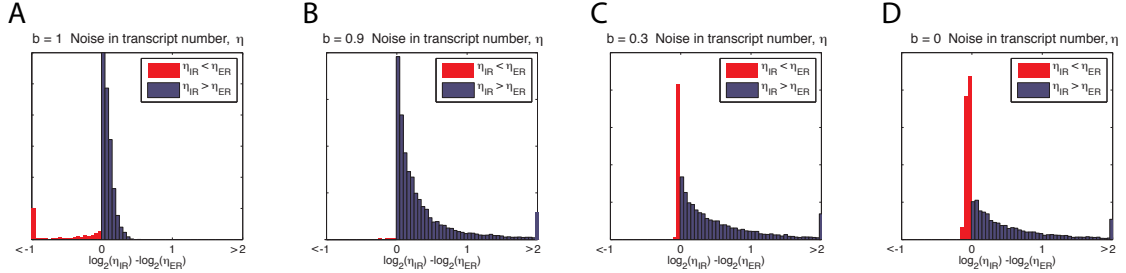 A
b = 1 Noise in transcript number, η
η_IR < η_ER
η_IR > η_ER
<-1 0 1 >2
log₂(η_IR) -log₂(η_ER)
B
b = 0.9 Noise in transcript number, η
η_IR < η_ER
η_IR > η_ER
<-1 0 1 >2
log₂(η_IR) -log₂(η_ER)
C
b = 0.3 Noise in transcript number, η
η_IR < η_ER
η_IR > η_ER
<-1 0 1 >2
log₂(η_IR) -log₂(η_ER)
D
b = 0 Noise in transcript number, η
η_IR < η_ER
η_IR > η_ER
<-1 0 1 >2
log₂(η_IR) -log₂(η_ER)